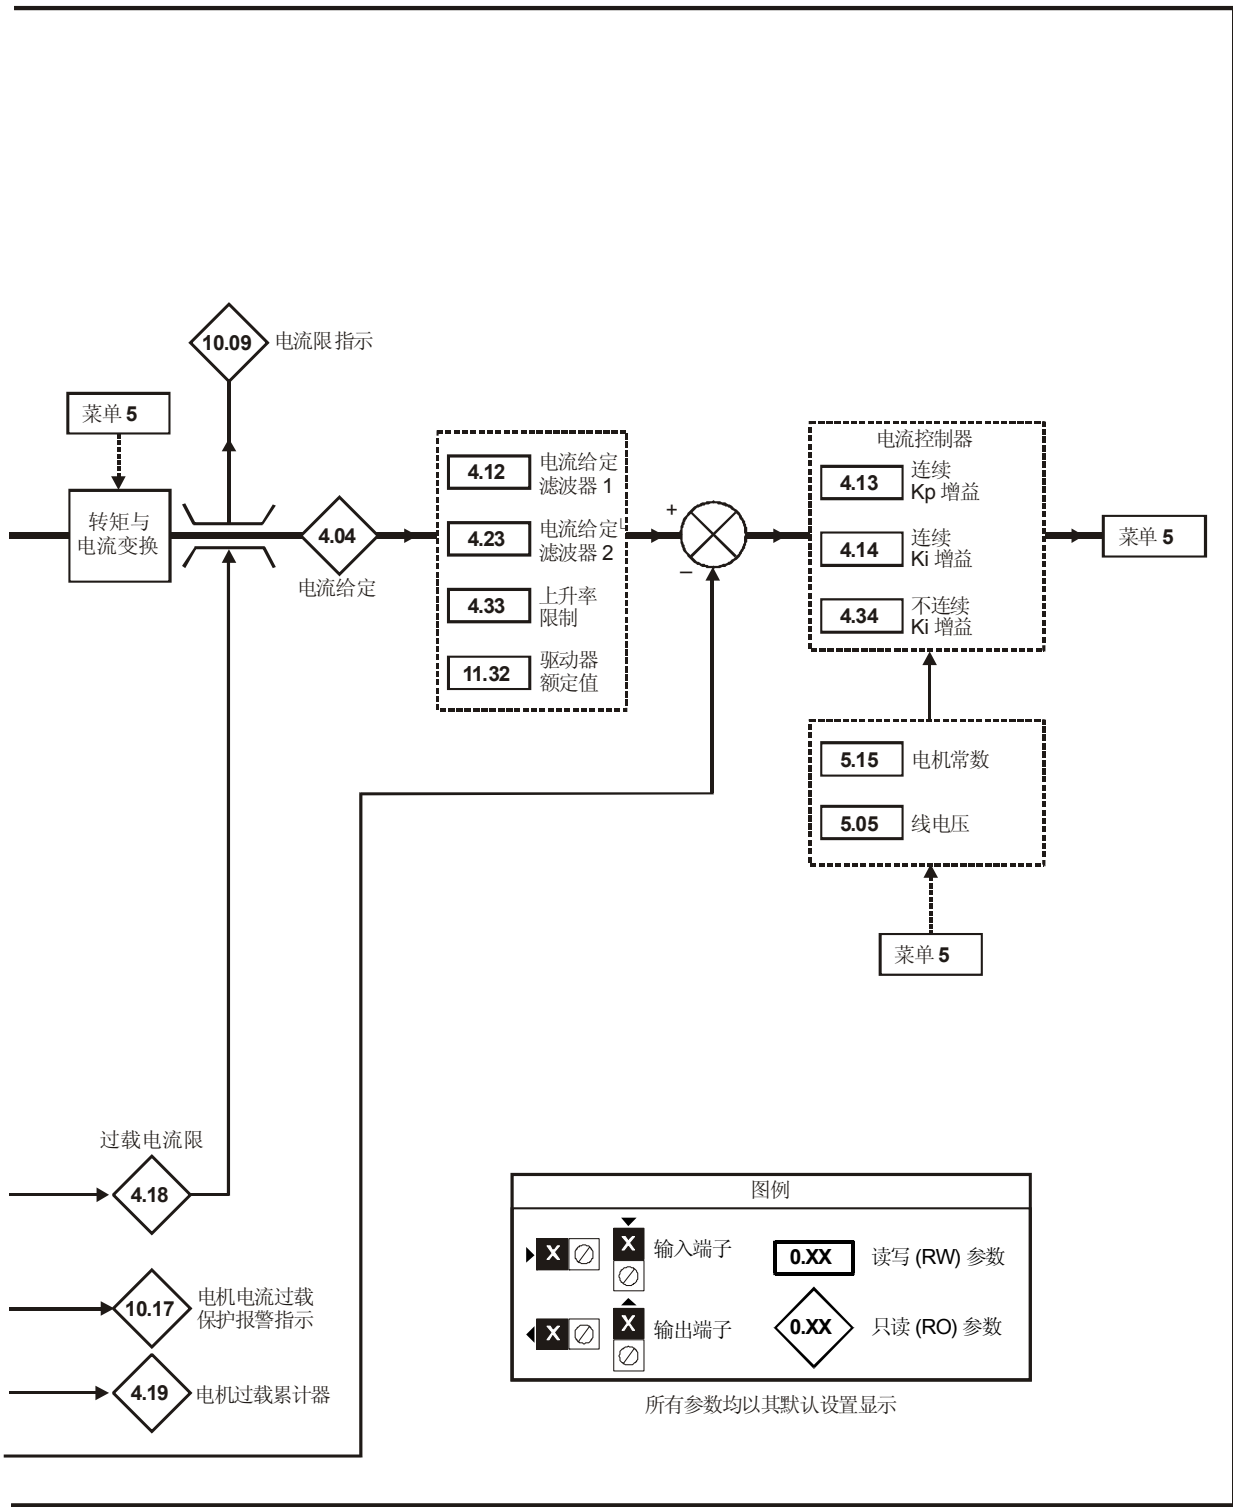 10.09
电流限指示
菜单 5
转矩与
电流变换
4.04
电流给定
4.12
电流给定
滤波器 1
4.23
电流给定
滤波器 2
4.33
上升率
限制
11.32
驱动器
额定值
+
−
电流控制器
4.13
连续
Kp 增益
4.14
连续
Ki 增益
4.34
不连续
Ki 增益
菜单 5
5.15
电机常数
5.05
线电压
菜单 5
过载电流限
4.18
10.17
电机电流过载
保护报警指示
4.19
电机过载累计器
图例
X
X
输入端子
0.XX
读写 (RW) 参数
X
X
输出端子
0.XX
只读 (RO) 参数
所有参数均以其默认设置显示